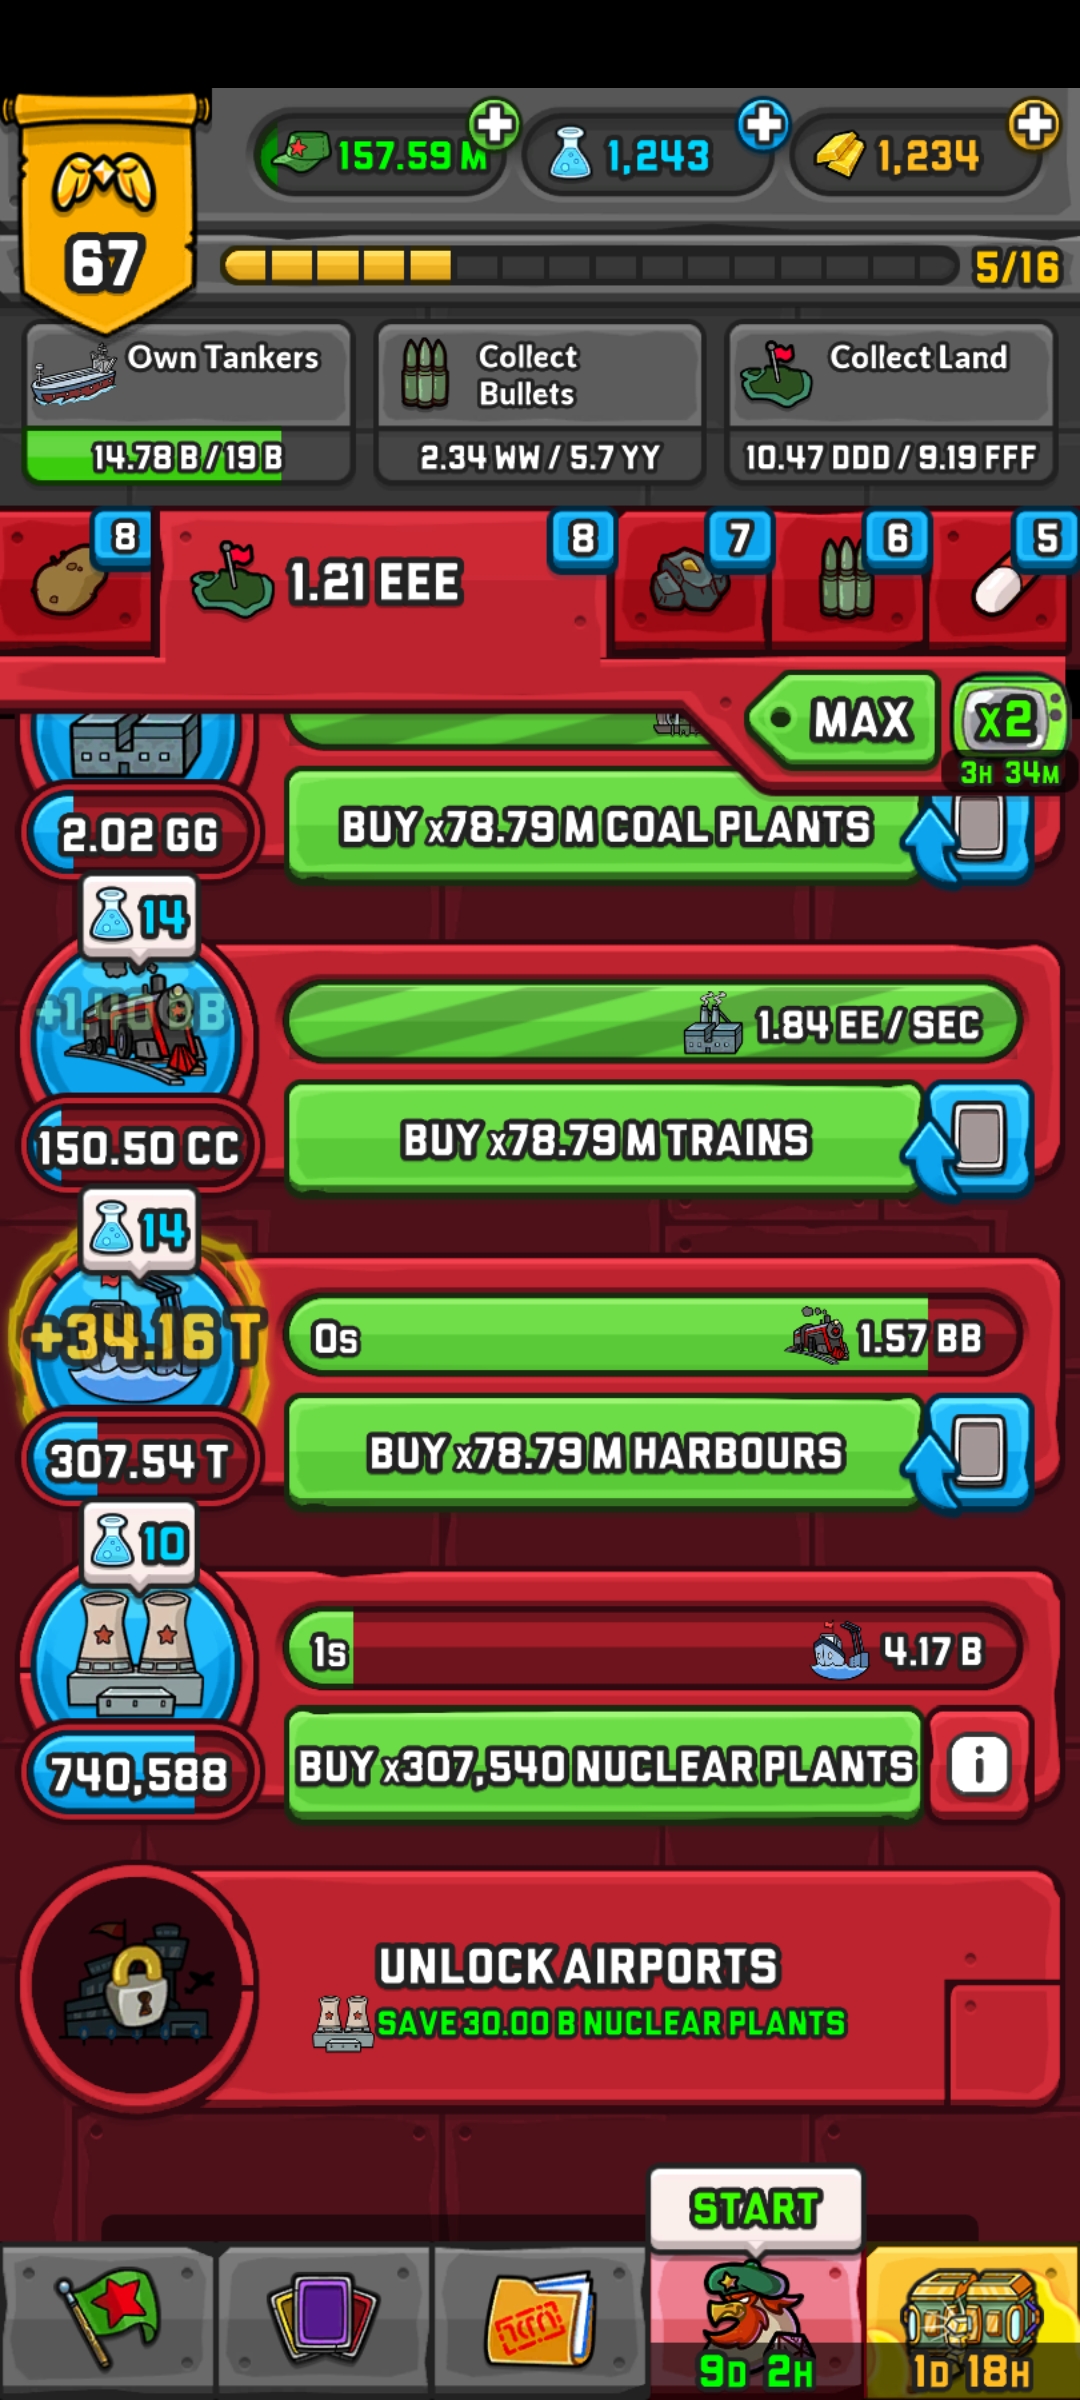 157.59 M
1,243
1,234
67
5/16
Own Tankers
14.78 B / 19 B
Collect
Bullets
2.34 WW / 5.7 YY
Collect Land
10.47 DDD / 9.19 FFF
8
1.21 EEE
8
7
6
5
MAX
x2
3H 34M
2.02 GG
BUY x78.79 M COAL PLANTS
14
1.84 EE / SEC
150.50 CC
BUY x78.79 M TRAINS
14
+34.16 T
0s
1.57 BB
307.54 T
BUY x78.79 M HARBOURS
10
1s
4.17 B
740,588
BUY x307,540 NUCLEAR PLANTS
i
UNLOCK AIRPORTS
SAVE 30.00 B NUCLEAR PLANTS
START
9D 2H
1D 18H